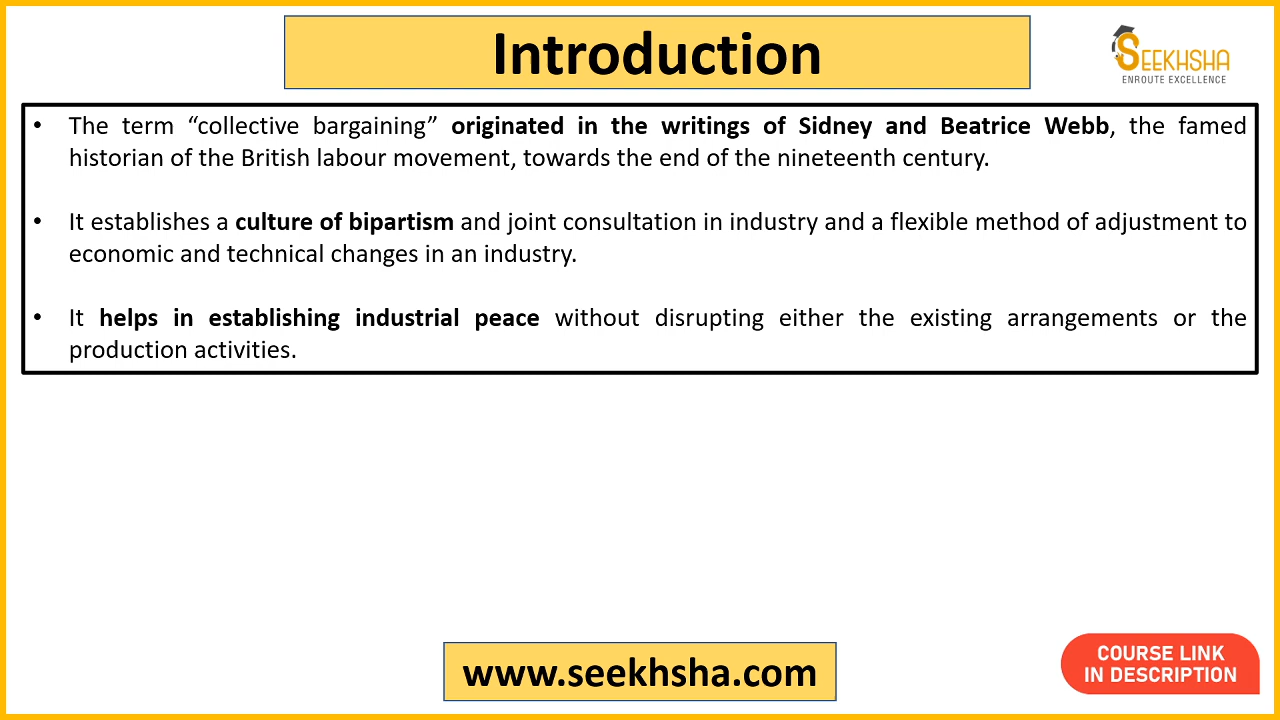 Introduction
SEEKHSHA
ENROUTE EXCELLENCE
• The term “collective bargaining” originated in the writings of Sidney and Beatrice Webb, the famed
historian of the British labour movement, towards the end of the nineteenth century.
• It establishes a culture of bipartism and joint consultation in industry and a flexible method of adjustment to
economic and technical changes in an industry.
• It helps in establishing industrial peace without disrupting either the existing arrangements or the
production activities.
www.seekhsha.com
COURSE LINK
IN DESCRIPTION